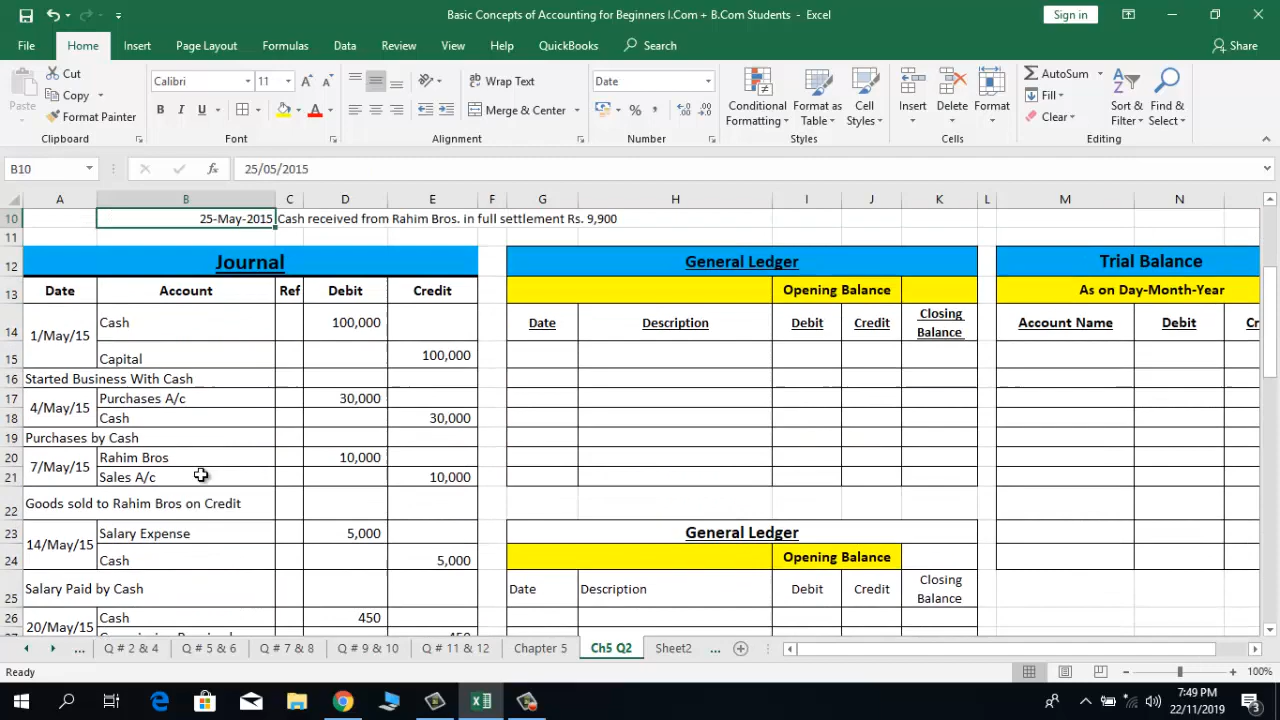 Basic Concepts of Accounting for Beginners I.Com + B.Com Students - Excel
Sign in
File Home Insert Page Layout Formulas Data Review View Help QuickBooks Search Share
Paste Cut Copy Format Painter Clipboard
Calibri 11 B I U A Font
Wrap Text Merge & Center Alignment
Date % , Number
Conditional Formatting Format as Table Cell Styles Styles
Insert Delete Format Cells
AutoSum Fill Clear Sort & Filter Find & Select Editing
B10 fx 25/05/2015
A B C D E F G H I J K L M N
10 25-May-2015 Cash received from Rahim Bros. in full settlement Rs. 9,900
11
12 Journal General Ledger Trial Balance
13 Date Account Ref Debit Credit Opening Balance As on Day-Month-Year
14 1/May/15 Cash 100,000 Date Description Debit Credit Closing Balance Account Name Debit Cr
15 Capital 100,000
16 Started Business With Cash
17 4/May/15 Purchases A/c 30,000
18 Cash 30,000
19 Purchases by Cash
20 7/May/15 Rahim Bros 10,000
21 Sales A/c 10,000
22 Goods sold to Rahim Bros on Credit
23 14/May/15 Salary Expense 5,000 General Ledger
24 Cash 5,000 Opening Balance
25 Salary Paid by Cash Date Description Debit Credit Closing Balance
26 20/May/15 Cash 450
... Q # 2 & 4 Q # 5 & 6 Q # 7 & 8 Q # 9 & 10 Q # 11 & 12 Chapter 5 Ch5 Q2 Sheet2 ...
Ready 100%
7:49 PM
22/11/2019
3